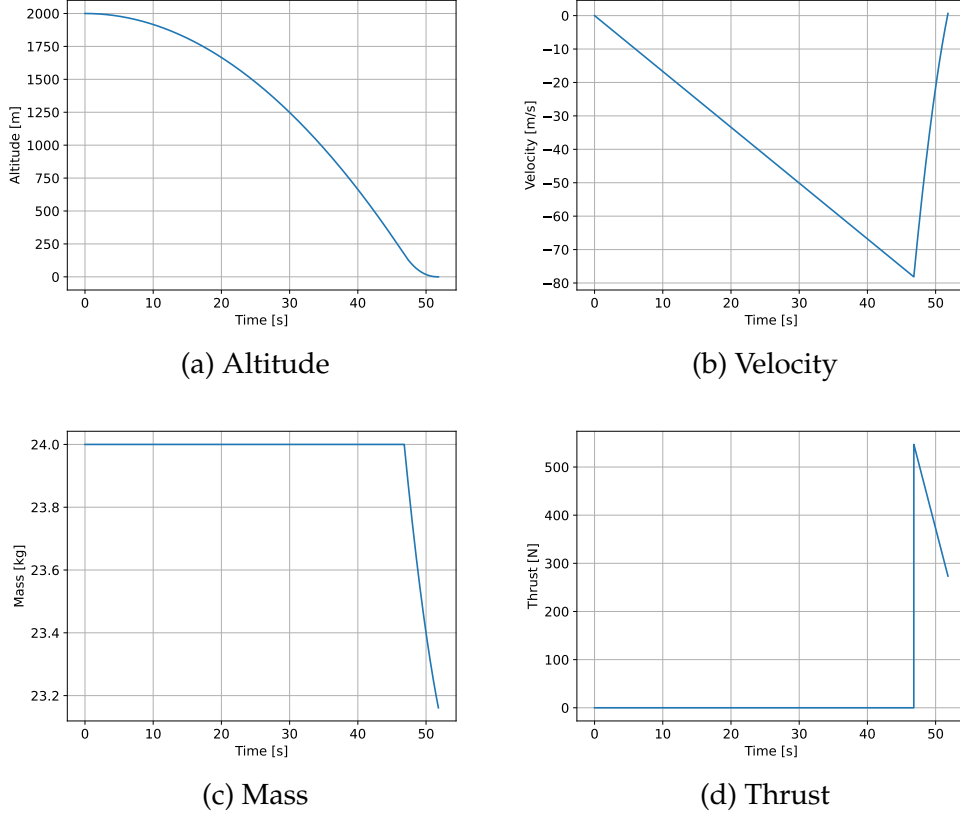 2000
1750
1500
1250
1000
750
500
250
0
Altitude [m]
0 10 20 30 40 50
Time [s]
(a) Altitude
0
−10
−20
−30
−40
−50
−60
−70
−80
Velocity [m/s]
0 10 20 30 40 50
Time [s]
(b) Velocity
24.0
23.8
23.6
23.4
23.2
Mass [kg]
0 10 20 30 40 50
Time [s]
(c) Mass
500
400
300
200
100
0
Thrust [N]
0 10 20 30 40 50
Time [s]
(d) Thrust